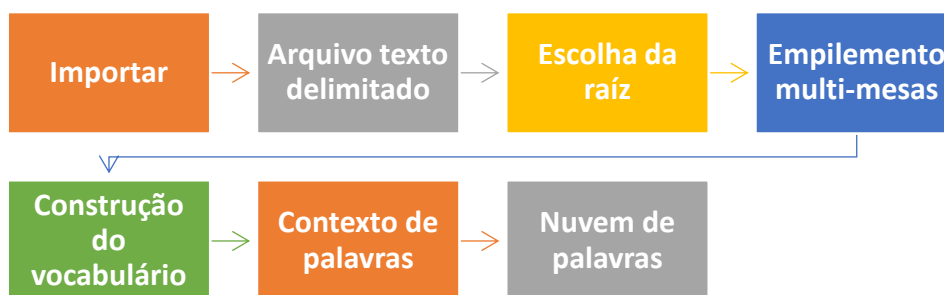 Importar
Arquivo texto
delimitado
Escolha da
raíz
Empilemento
multi-mesas
Construção
do
vocabulário
Contexto de
palavras
Nuvem de
palavras